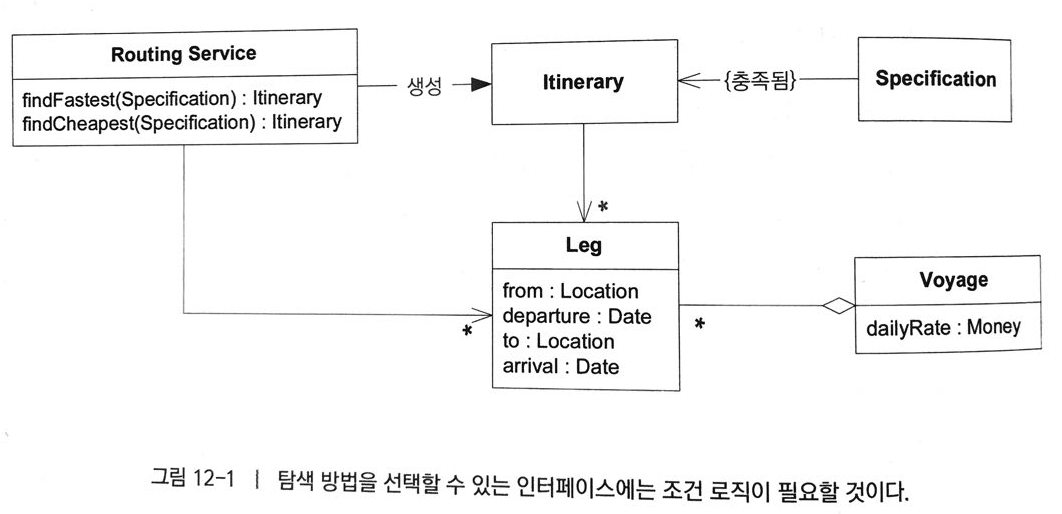 Routing Service
findFastest(Specification) : Itinerary
findCheapest(Specification) : Itinerary
생성
Itinerary
{충족됨}
Specification
*
Leg
from : Location
departure : Date
to : Location
arrival : Date
*
*
Voyage
dailyRate : Money
그림 12-1 | 탐색 방법을 선택할 수 있는 인터페이스에는 조건 로직이 필요할 것이다.